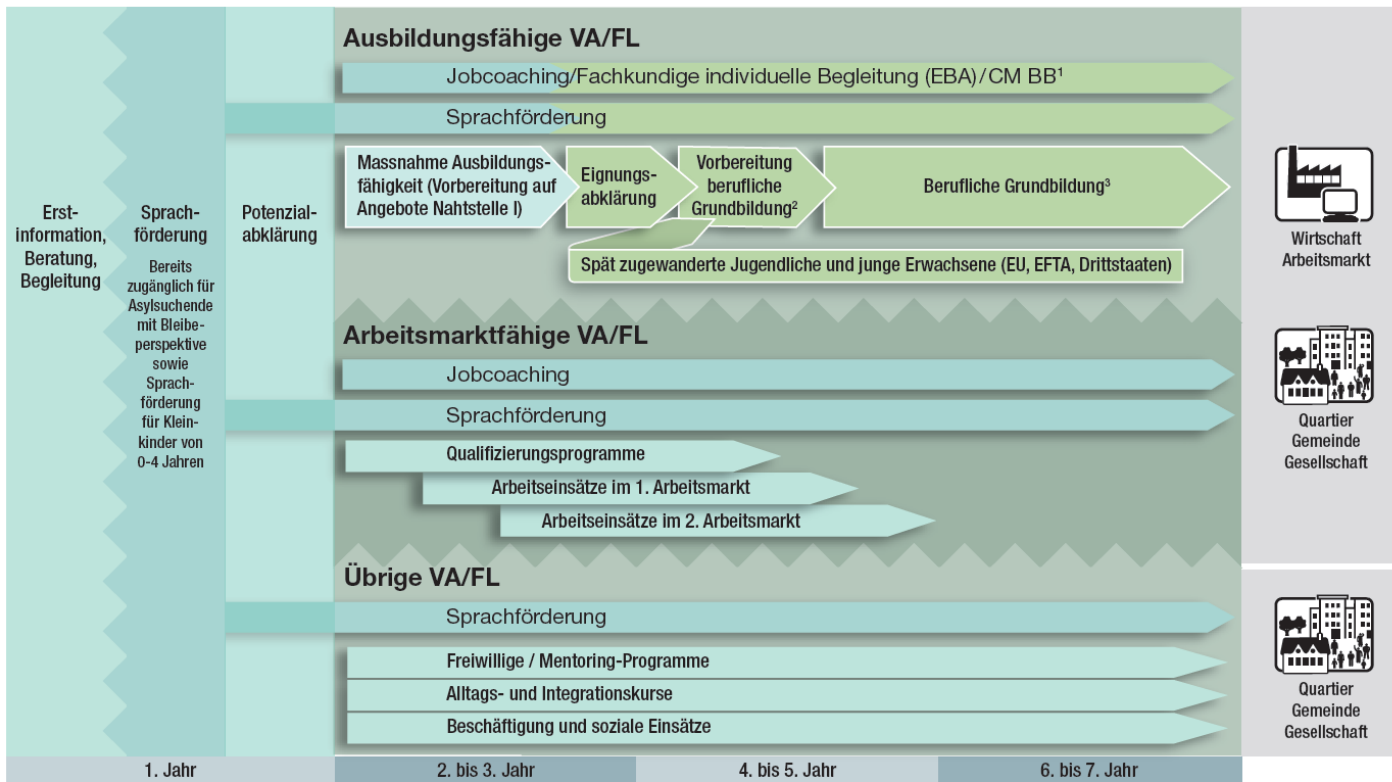 Erst-
information,
Beratung,
Begleitung
Sprach-
förderung
Bereits
zugänglich für
Asylsuchende
mit Bleibe-
perspektive
sowie
Sprach-
förderung
für Klein-
kinder von
0-4 Jahren
Potenzial-
abklärung
Ausbildungsfähige VA/FL
Jobcoaching/Fachkundige individuelle Begleitung (EBA)/CM BB¹
Sprachförderung
Massnahme Ausbildungs-
fähigkeit (Vorbereitung auf
Angebote Nahtstelle I)
Eignungs-
abklärung
Vorbereitung
berufliche
Grundbildung²
Berufliche Grundbildung³
Spät zugewanderte Jugendliche und junge Erwachsene (EU, EFTA, Drittstaaten)
Arbeitsmarktfähige VA/FL
Jobcoaching
Sprachförderung
Qualifizierungsprogramme
Arbeitseinsätze im 1. Arbeitsmarkt
Arbeitseinsätze im 2. Arbeitsmarkt
Übrige VA/FL
Sprachförderung
Freiwillige / Mentoring-Programme
Alltags- und Integrationskurse
Beschäftigung und soziale Einsätze
Wirtschaft
Arbeitsmarkt
Quartier
Gemeinde
Gesellschaft
Quartier
Gemeinde
Gesellschaft
1. Jahr
2. bis 3. Jahr
4. bis 5. Jahr
6. bis 7. Jahr